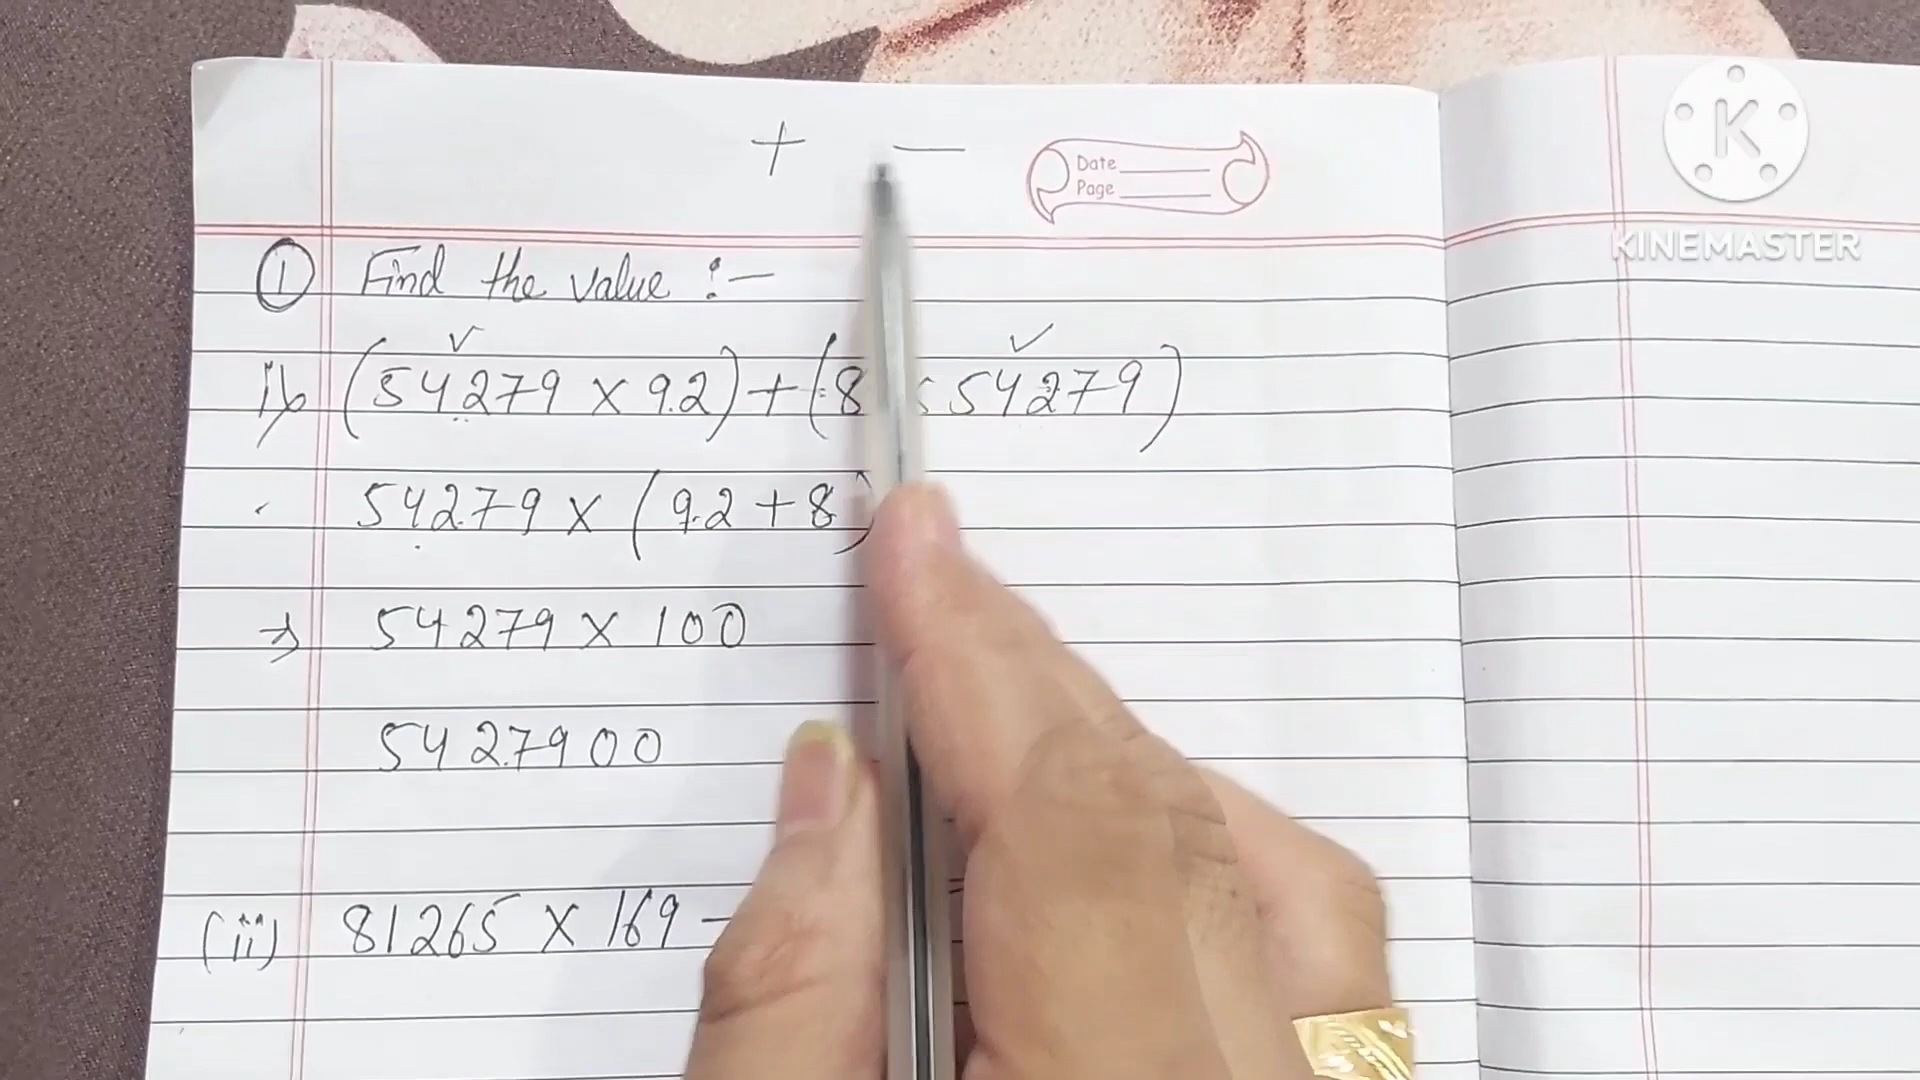 + —
Date
Page
K
KINEMASTER
① Find the value :-
i) (54279 × 92) + (8 × 54279)
54279 × (92 + 8)
⇒ 54279 × 100
5427900
(ii) 81265 × 169 -